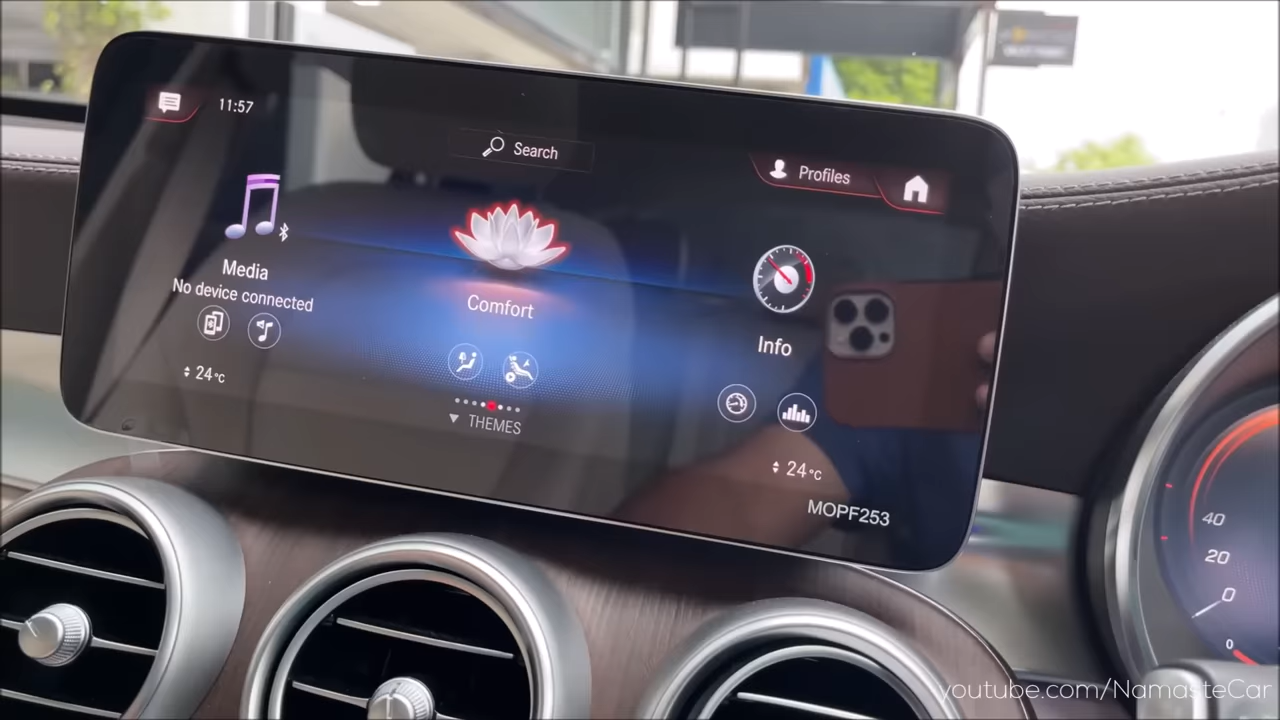 11:57
Search
Profiles
Media
No device connected
Comfort
Info
24°C
THEMES
24°C
MOPF253
40
20
0
0
youtube.com/NamasteCar